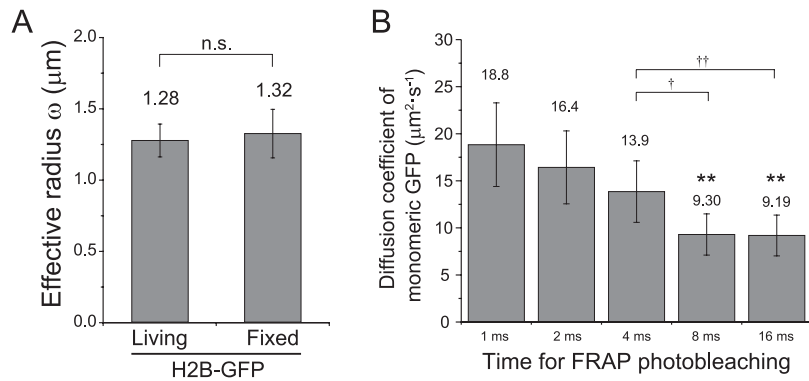 A
Effective radius ω (μm)
2.0
1.5
1.0
0.5
0.0
n.s.
1.28
1.32
Living
Fixed
H2B-GFP
B
Diffusion coefficient of
monomeric GFP (μm²·s⁻¹)
30
25
20
15
10
5
0
18.8
16.4
13.9
††
†
**
**
9.30
9.19
1 ms
2 ms
4 ms
8 ms
16 ms
Time for FRAP photobleaching